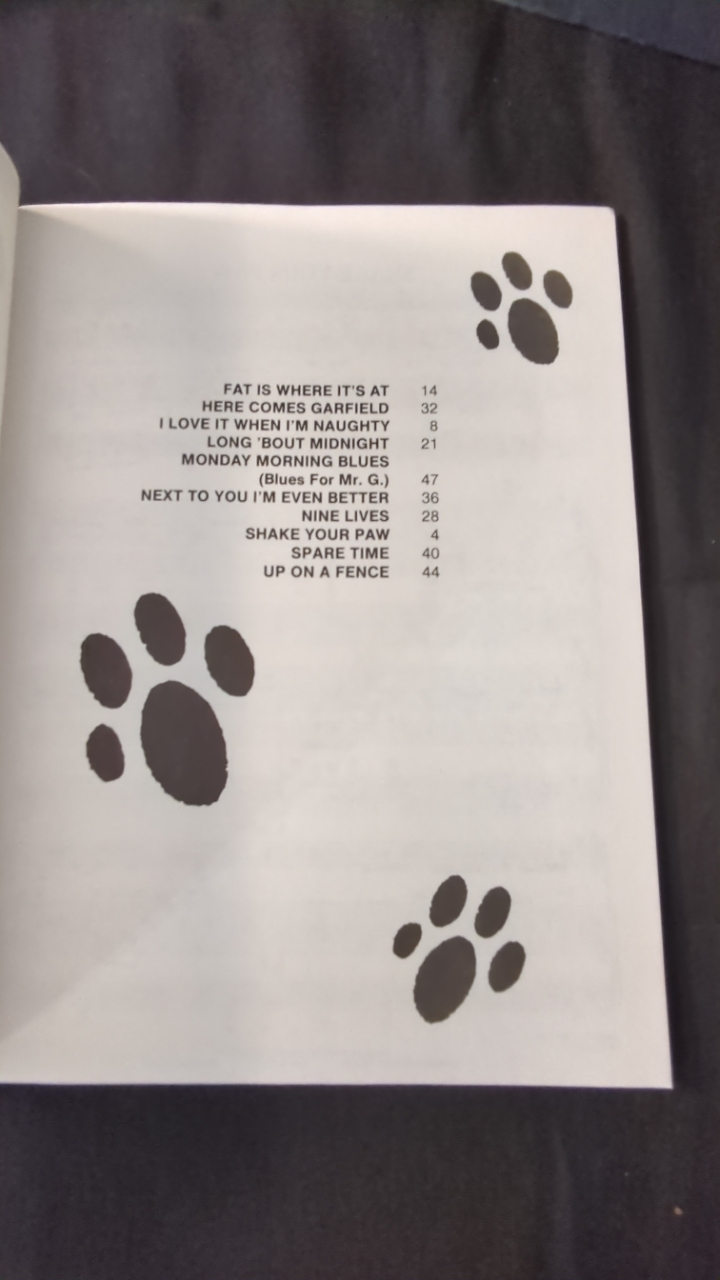 FAT IS WHERE IT'S AT 14
HERE COMES GARFIELD 32
I LOVE IT WHEN I'M NAUGHTY 8
LONG 'BOUT MIDNIGHT 21
MONDAY MORNING BLUES
(Blues For Mr. G.) 47
NEXT TO YOU I'M EVEN BETTER 36
NINE LIVES 28
SHAKE YOUR PAW 4
SPARE TIME 40
UP ON A FENCE 44